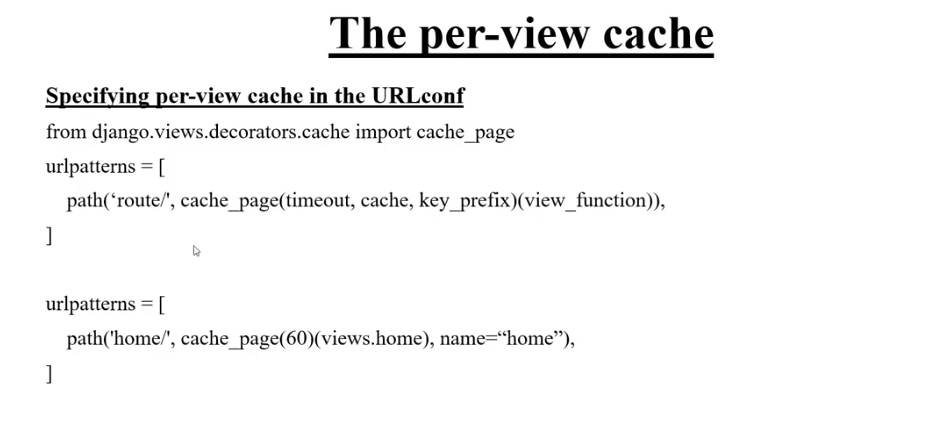 The per-view cache
Specifying per-view cache in the URLconf
from django.views.decorators.cache import cache_page
urlpatterns = [
path(‘route/', cache_page(timeout, cache, key_prefix)(view_function)),
]
urlpatterns = [
path('home/', cache_page(60)(views.home), name=“home”),
]